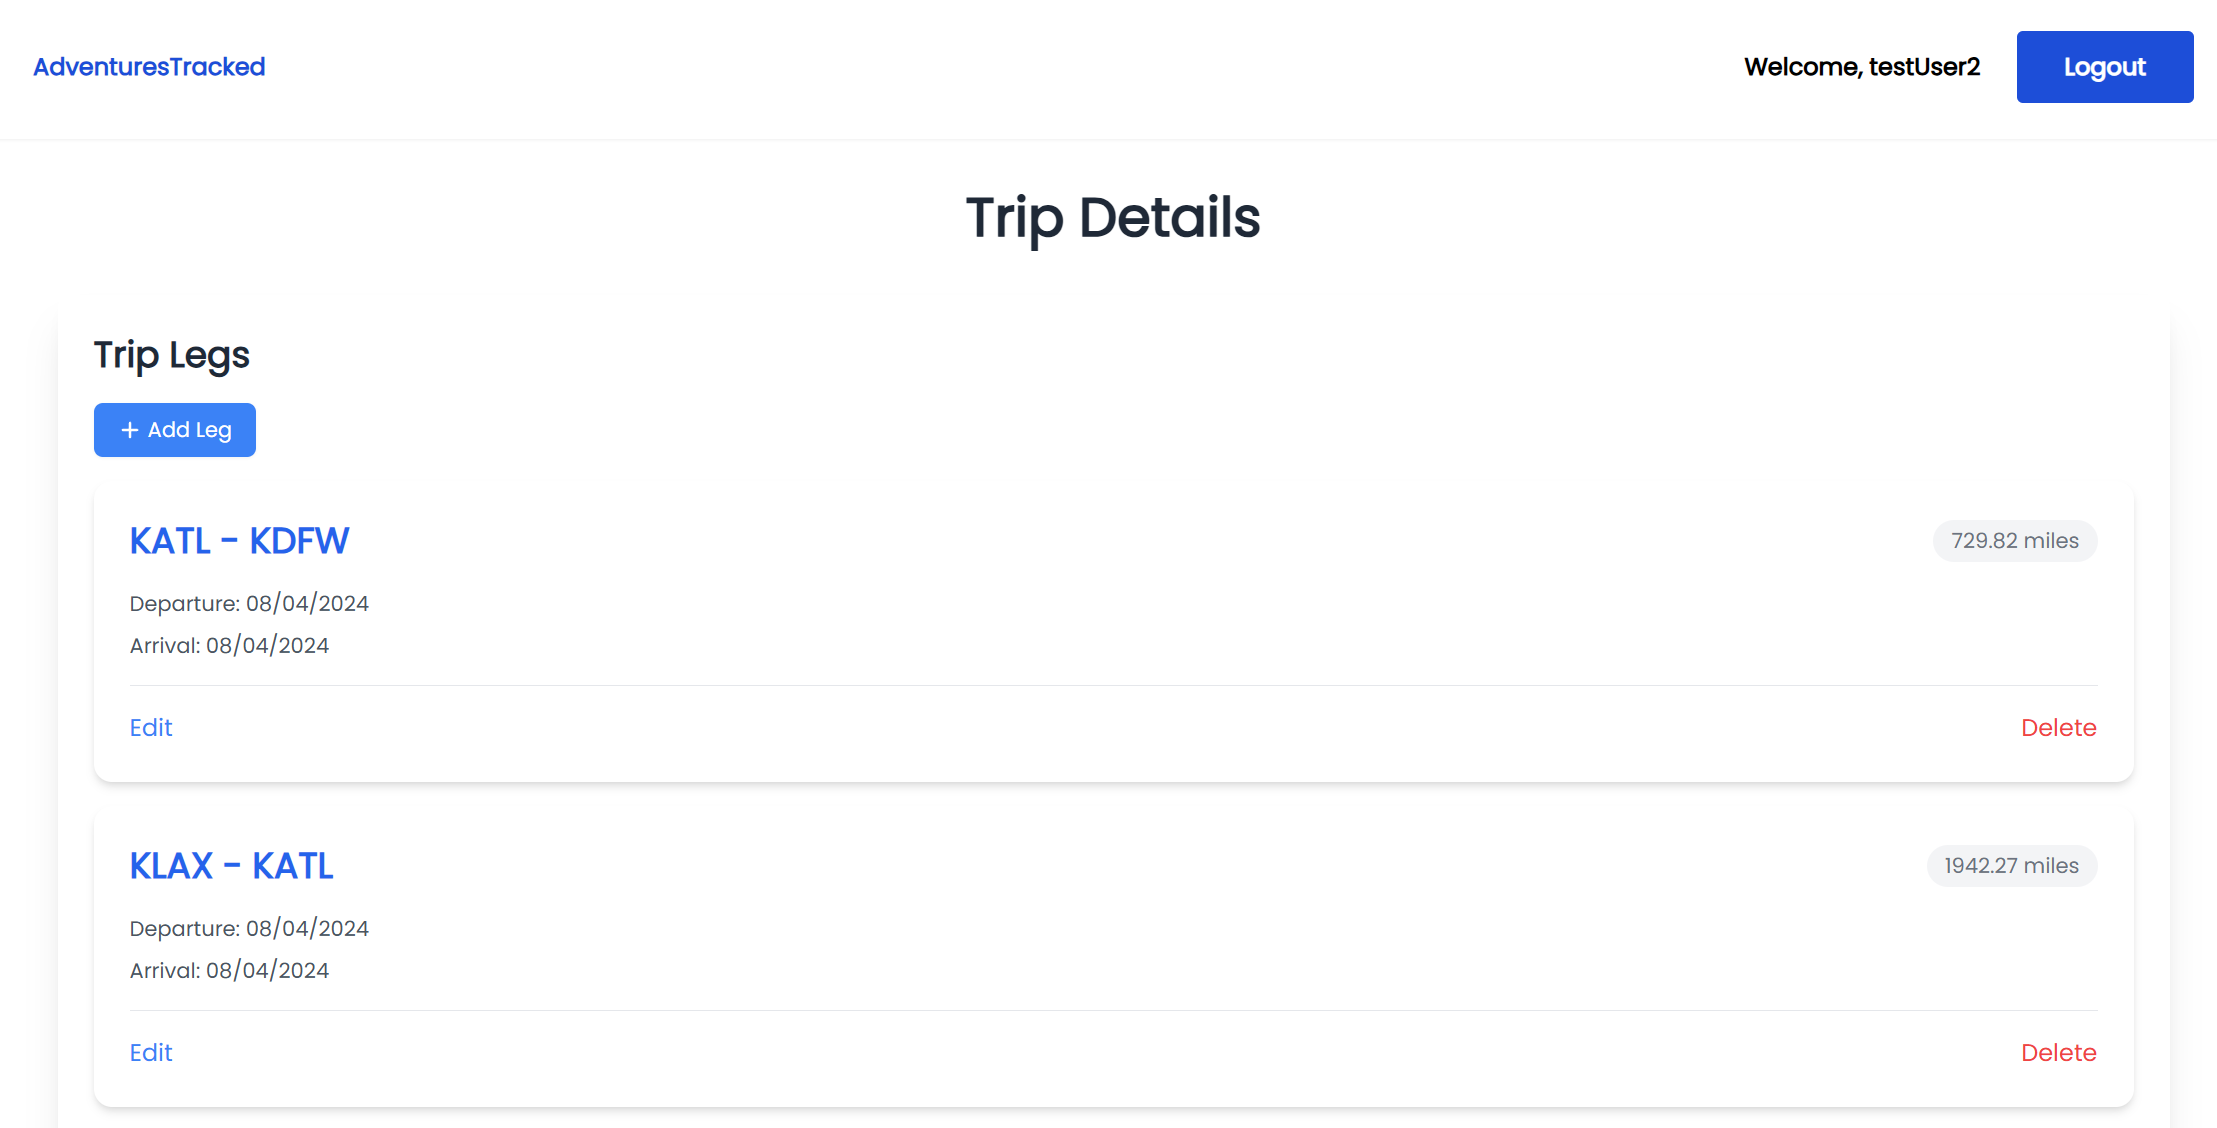 AdventuresTracked
Welcome, testUser2
Logout
Trip Details
Trip Legs
+ Add Leg
KATL - KDFW
729.82 miles
Departure: 08/04/2024
Arrival: 08/04/2024
Edit
Delete
KLAX - KATL
1942.27 miles
Departure: 08/04/2024
Arrival: 08/04/2024
Edit
Delete